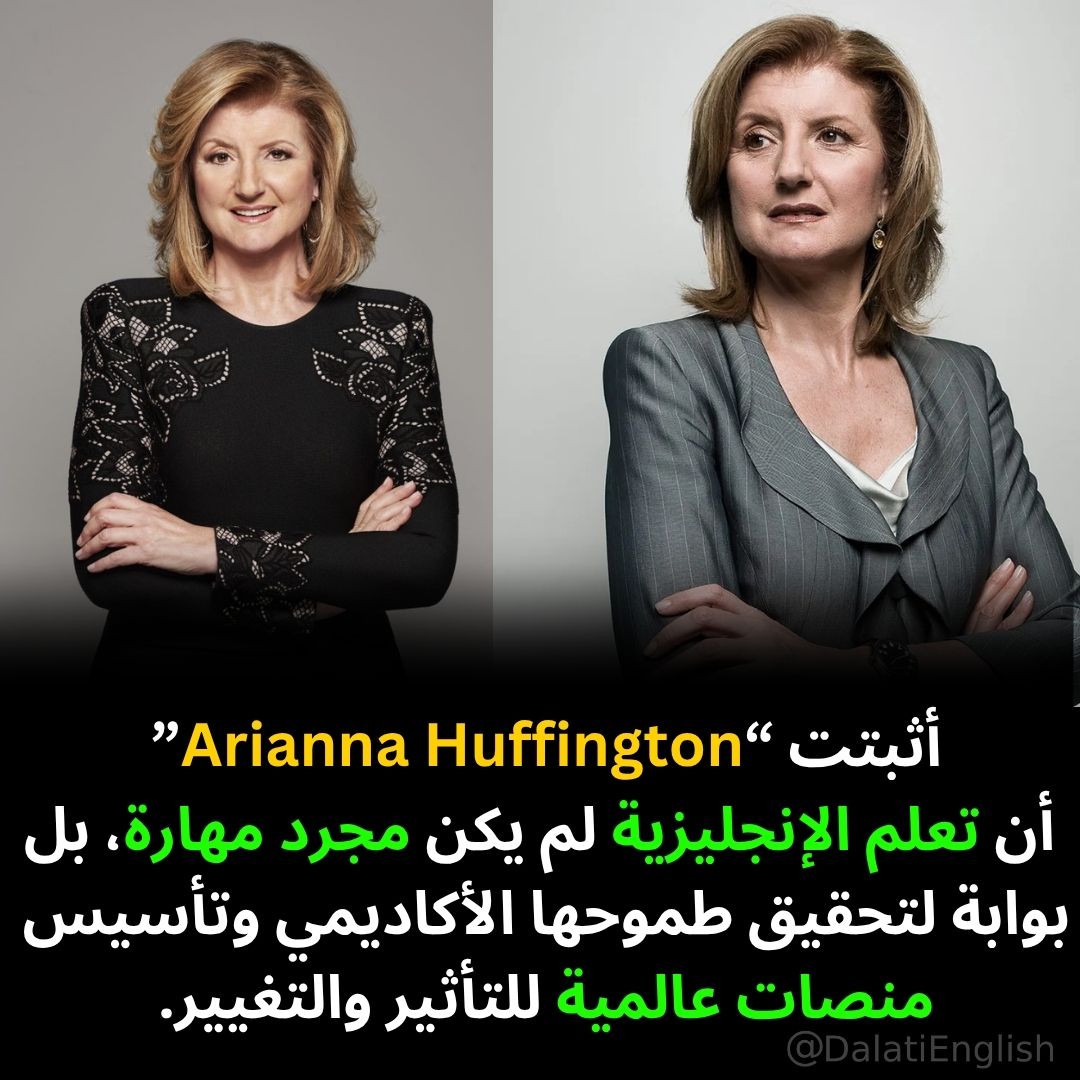 أثبتت “Arianna Huffington”
أن تعلم الإنجليزية لم يكن مجرد مهارة، بل
بوابة لتحقيق طموحها الأكاديمي وتأسيس
منصات عالمية للتأثير والتغيير.
@DalatiEnglish